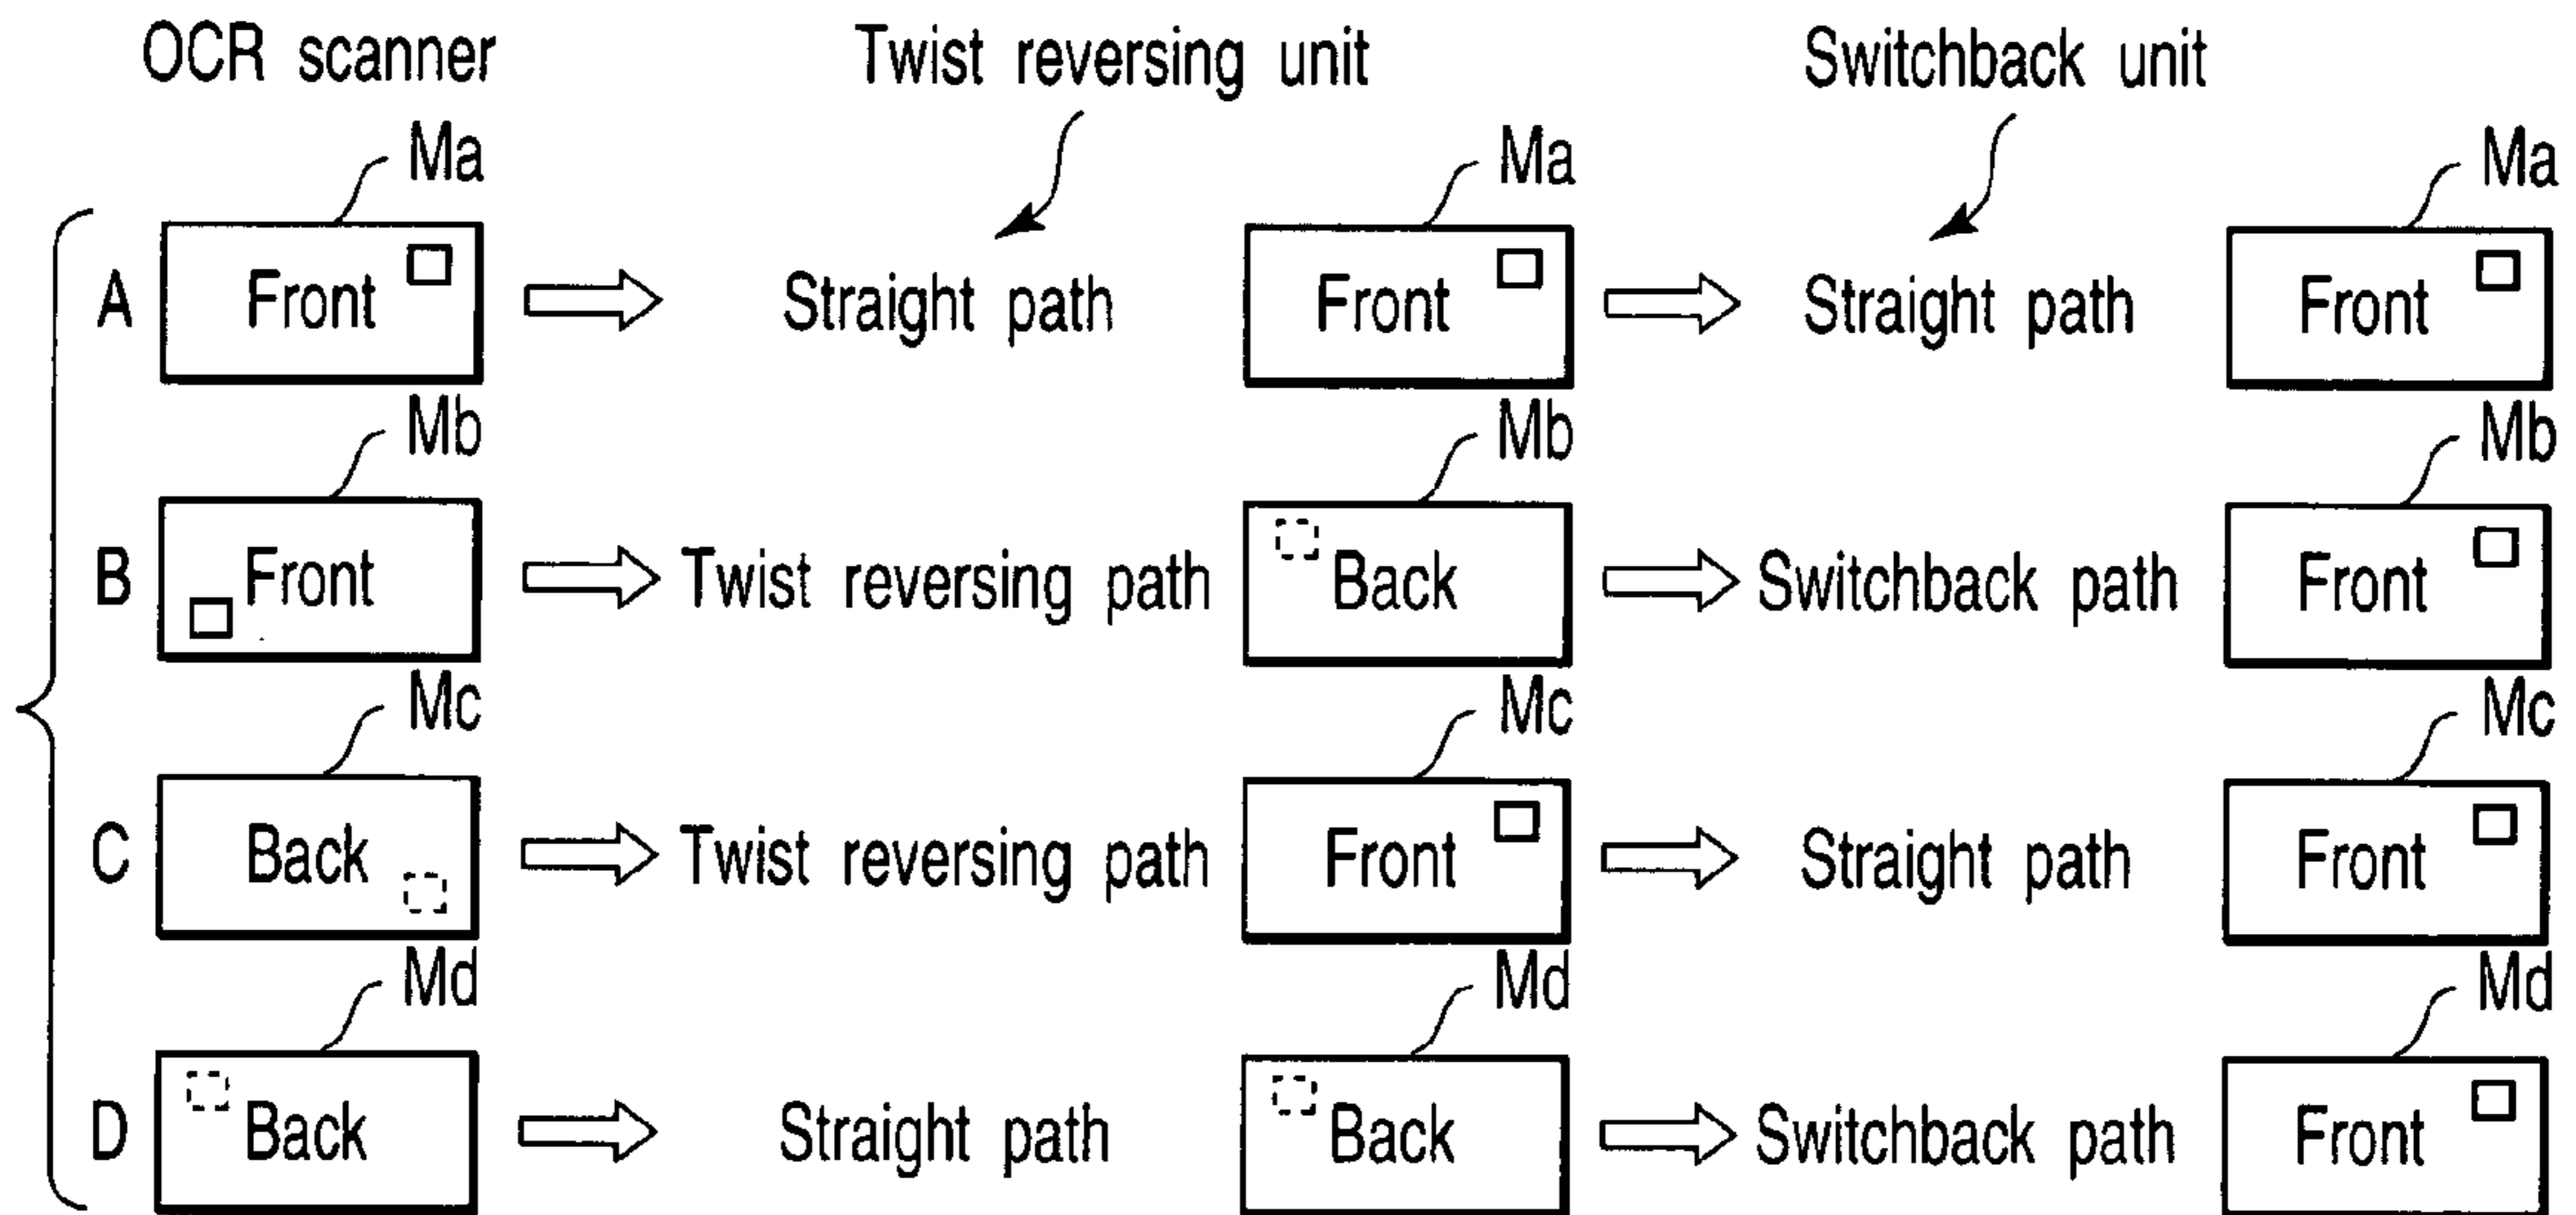 OCR scanner Twist reversing unit Switchback unit
Ma Ma Ma
A Front Straight path Front Straight path Front
Mb Mb Mb
B Front Twist reversing path Back Switchback path Front
Mc Mc Mc
C Back Twist reversing path Front Straight path Front
Md Md Md
D Back Straight path Back Switchback path Front